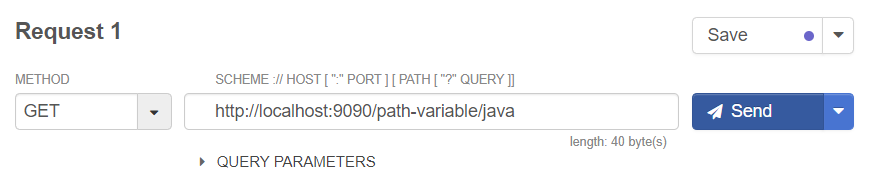 Request 1
Save
METHOD
SCHEME :// HOST [ ":" PORT ] [ PATH [ "?" QUERY ]]
GET
http://localhost:9090/path-variable/java
Send
length: 40 byte(s)
QUERY PARAMETERS